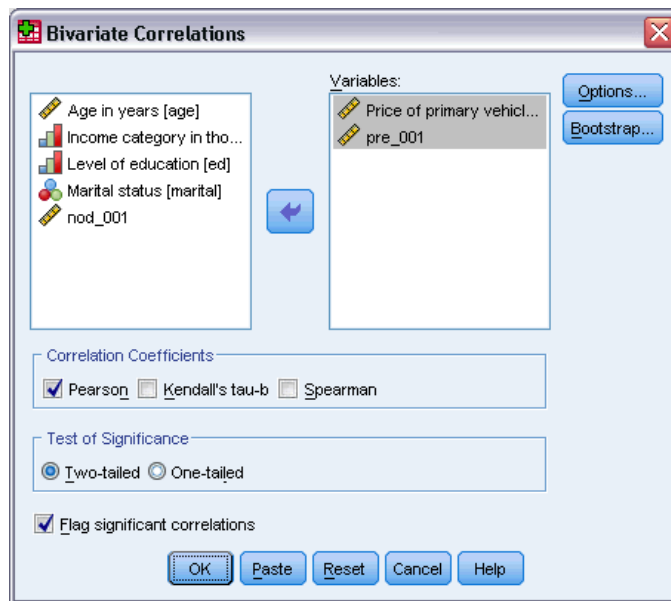 Bivariate Correlations
Variables:
Age in years [age]
Income category in tho...
Level of education [ed]
Marital status [marital]
nod_001
Price of primary vehicl...
pre_001
Options...
Bootstrap...
Correlation Coefficients
Pearson Kendall's tau-b Spearman
Test of Significance
Two-tailed One-tailed
Flag significant correlations
OK Paste Reset Cancel Help